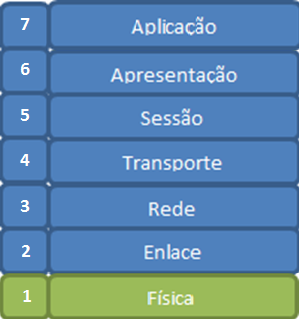 7 Aplicação
6 Apresentação
5 Sessão
4 Transporte
3 Rede
2 Enlace
1 Física